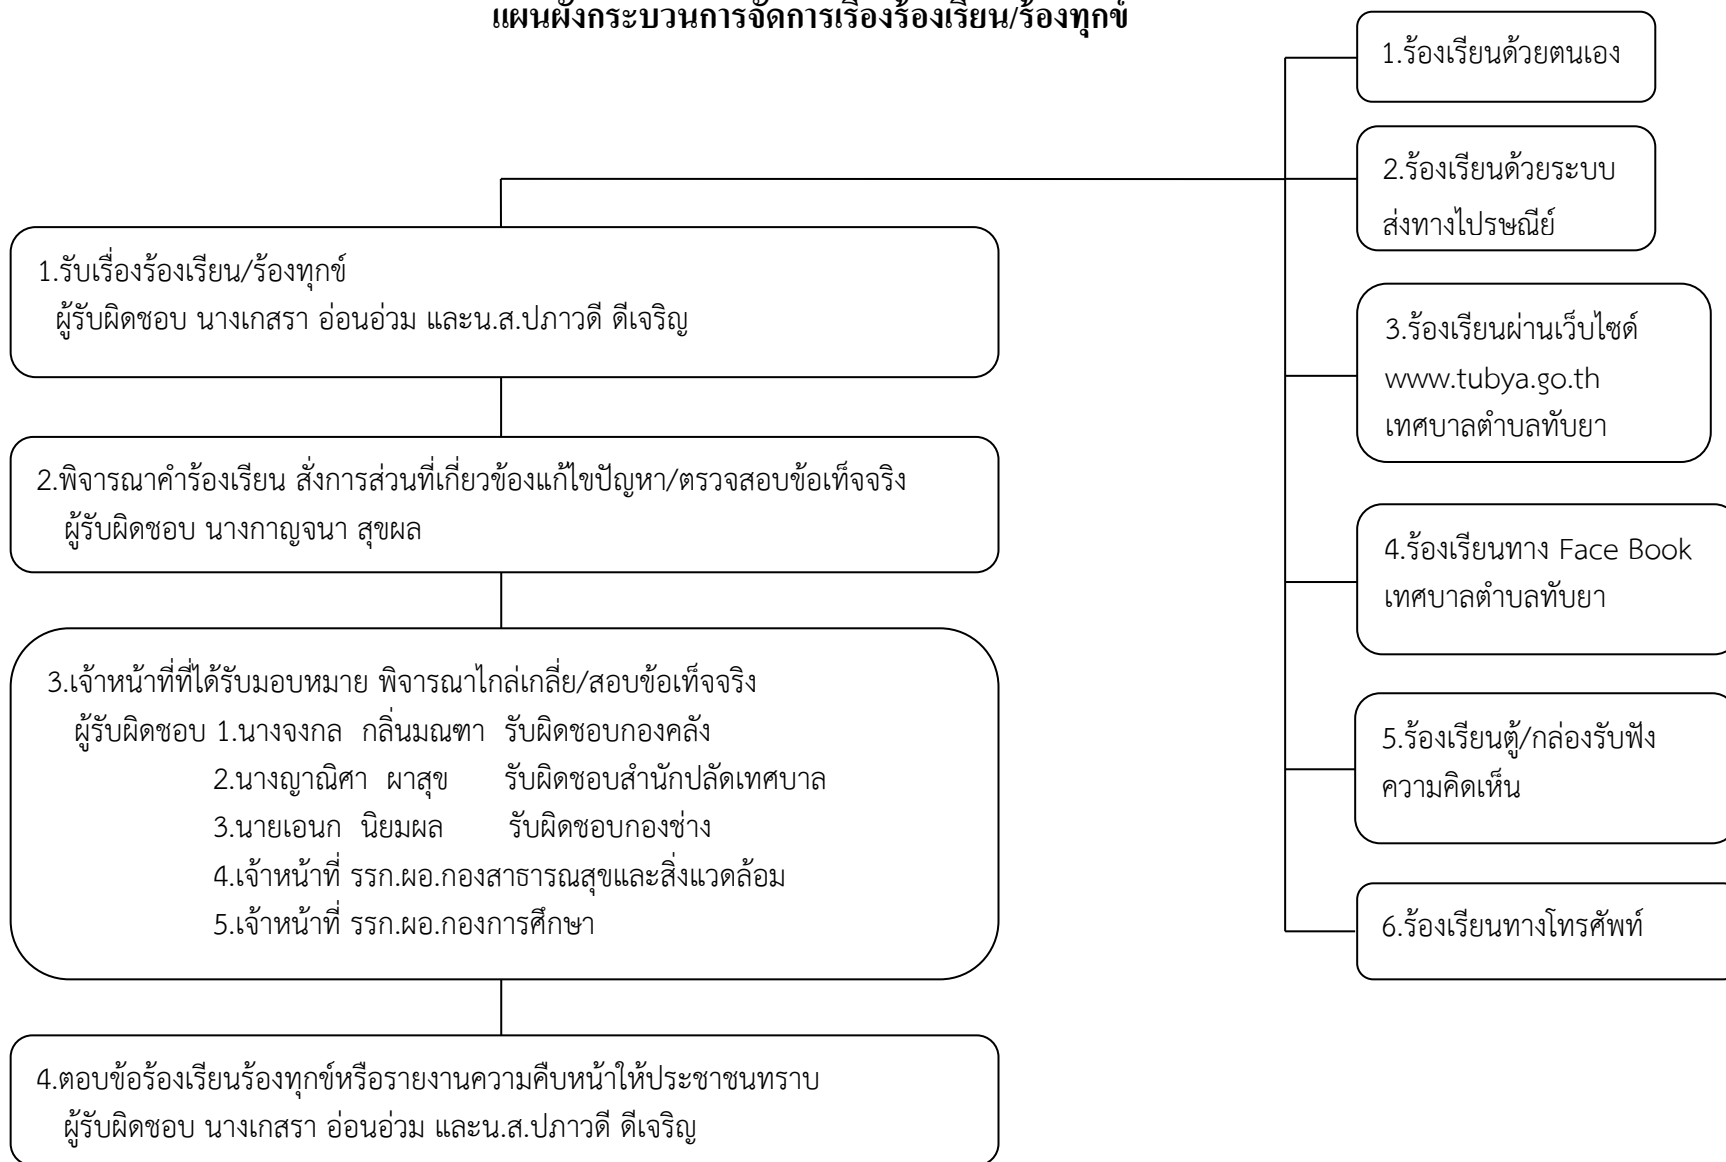 แผนผังกระบวนการจัดการเรื่องร้องเรียน/ร้องทุกข์
1.รับเรื่องร้องเรียน/ร้องทุกข์
ผู้รับผิดชอบ นางเกสรา อ่อนอ่วม และน.ส.ปภาวดี ดีเจริญ
2.พิจารณาคำร้องเรียน สั่งการส่วนที่เกี่ยวข้องแก้ไขปัญหา/ตรวจสอบข้อเท็จจริง
ผู้รับผิดชอบ นางกาญจนา สุขผล
3.เจ้าหน้าที่ที่ได้รับมอบหมาย พิจารณาไกล่เกลี่ย/สอบข้อเท็จจริง
ผู้รับผิดชอบ 1.นางจงกล กลิ่นมณฑา รับผิดชอบกองคลัง
2.นางญาณิศา ผาสุข รับผิดชอบสำนักปลัดเทศบาล
3.นายเอนก นิยมผล รับผิดชอบกองช่าง
4.เจ้าหน้าที่ รรก.ผอ.กองสาธารณสุขและสิ่งแวดล้อม
5.เจ้าหน้าที่ รรก.ผอ.กองการศึกษา
4.ตอบข้อร้องเรียนร้องทุกข์หรือรายงานความคืบหน้าให้ประชาชนทราบ
ผู้รับผิดชอบ นางเกสรา อ่อนอ่วม และน.ส.ปภาวดี ดีเจริญ
1.ร้องเรียนด้วยตนเอง
2.ร้องเรียนด้วยระบบ
ส่งทางไปรษณีย์
3.ร้องเรียนผ่านเว็บไซด์
www.tubya.go.th
เทศบาลตำบลทับยา
4.ร้องเรียนทาง Face Book
เทศบาลตำบลทับยา
5.ร้องเรียนตู้/กล่องรับฟัง
ความคิดเห็น
6.ร้องเรียนทางโทรศัพท์